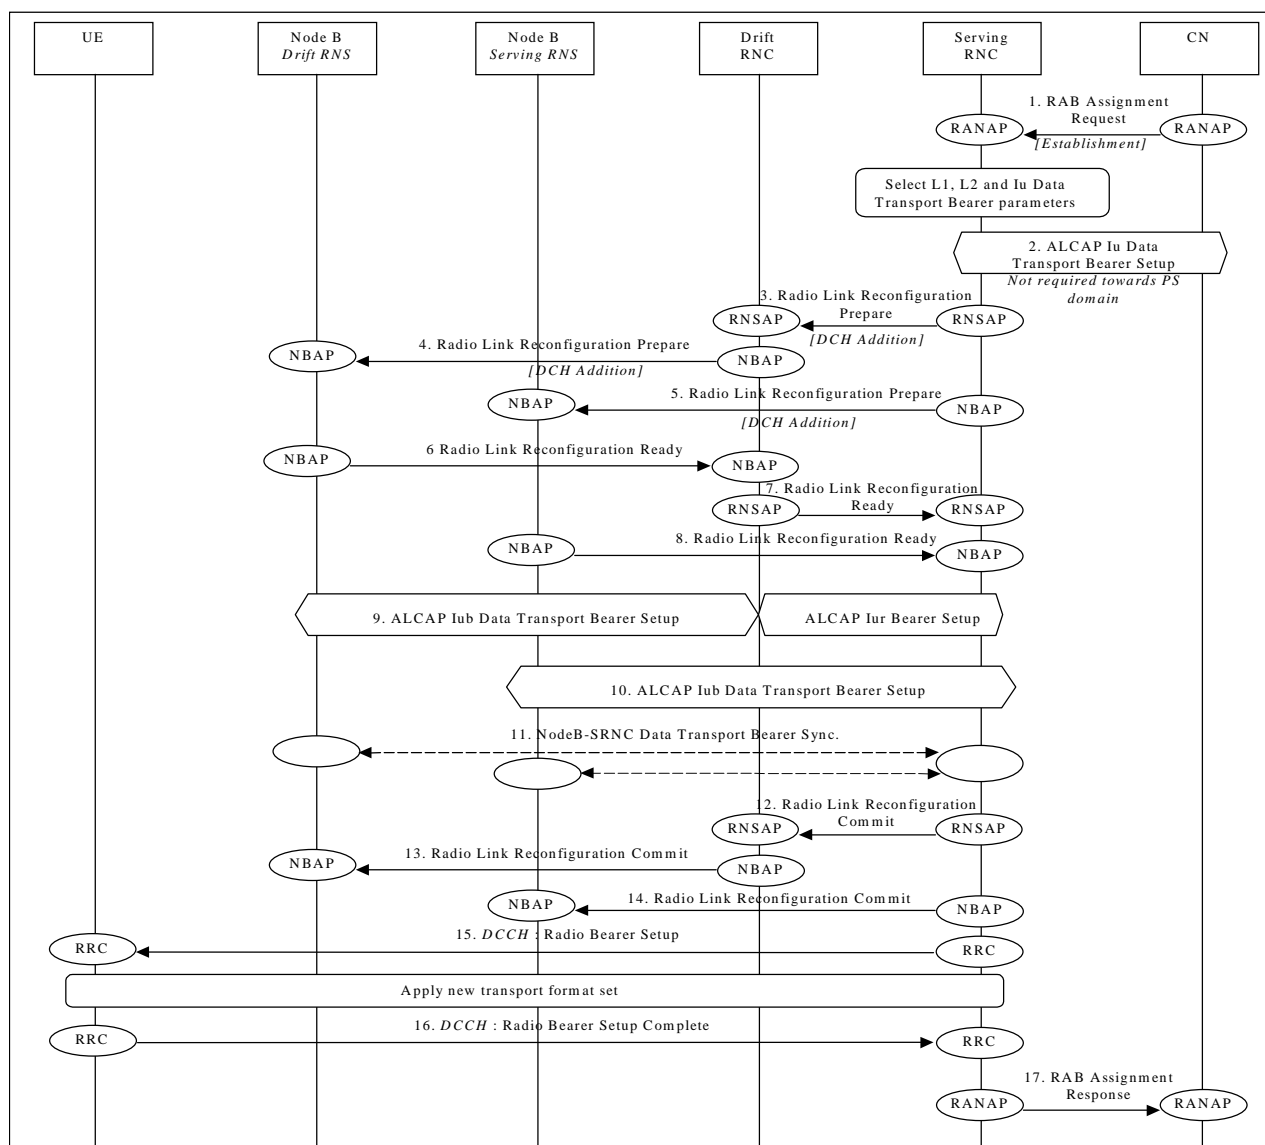 UE
Node B
Drift RNS
Node B
Serving RNS
Drift
RNC
Serving
RNC
CN
1. RAB Assignment
Request
RANAP
RANAP
[Establishment]
Select L1, L2 and Iu Data
Transport Bearer parameters
2. ALCAP Iu Data
Transport Bearer Setup
Not required towards PS
domain
3. Radio Link Reconfiguration
Prepare
RNSAP
RNSAP
[DCH Addition]
4. Radio Link Reconfiguration Prepare
NBAP
NBAP
[DCH Addition]
5. Radio Link Reconfiguration Prepare
NBAP
NBAP
[DCH Addition]
6 Radio Link Reconfiguration Ready
NBAP
NBAP
7. Radio Link Reconfiguration
Ready
RNSAP
RNSAP
8. Radio Link Reconfiguration Ready
NBAP
NBAP
9. ALCAP Iub Data Transport Bearer Setup
ALCAP Iur Bearer Setup
10. ALCAP Iub Data Transport Bearer Setup
11. NodeB-SRNC Data Transport Bearer Sync.
12. Radio Link Reconfiguration
Commit
RNSAP
RNSAP
13. Radio Link Reconfiguration Commit
NBAP
NBAP
14. Radio Link Reconfiguration Commit
NBAP
NBAP
15. DCCH : Radio Bearer Setup
RRC
RRC
Apply new transport format set
16. DCCH : Radio Bearer Setup Complete
RRC
RRC
17. RAB Assignment
Response
RANAP
RANAP